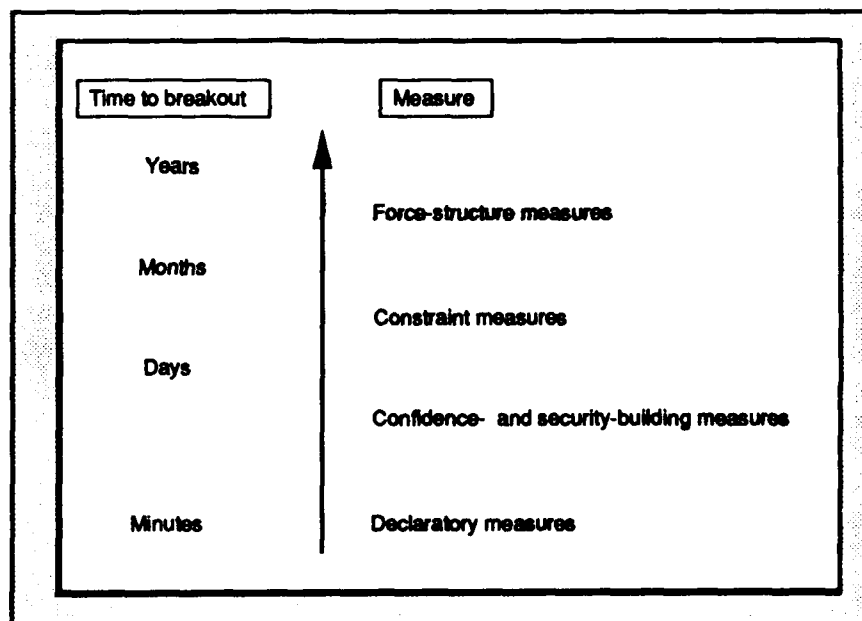 Time to breakout
Measure
Years
Force-structure measures
Months
Constraint measures
Days
Confidence- and security-building measures
Minutes
Declaratory measures